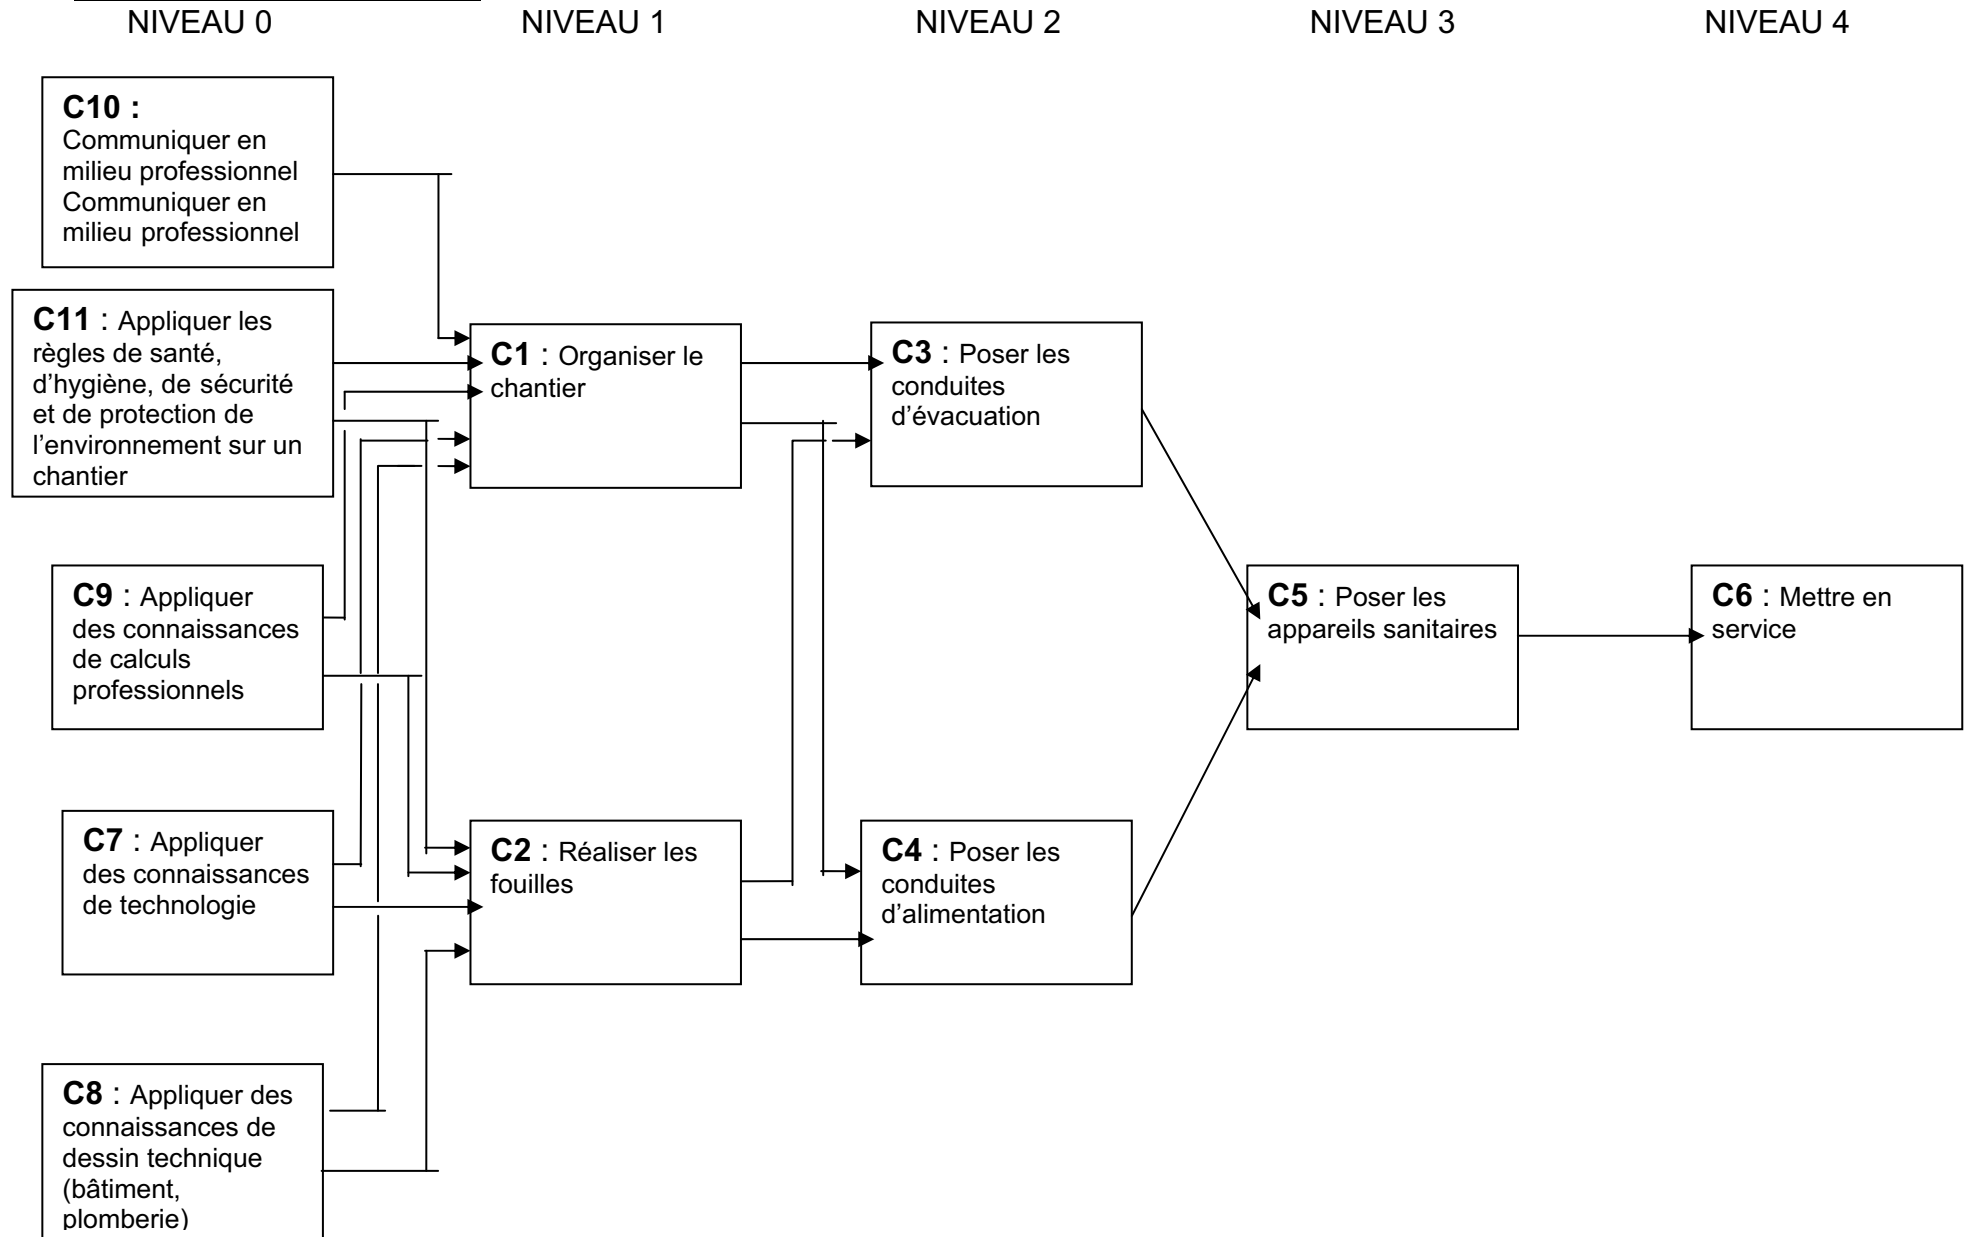 NIVEAU 0 NIVEAU 1 NIVEAU 2 NIVEAU 3 NIVEAU 4
C10 :
Communiquer en
milieu professionnel
Communiquer en
milieu professionnel
C11 : Appliquer les
règles de santé,
d’hygiène, de sécurité
et de protection de
l’environnement sur un
chantier
C9 : Appliquer
des connaissances
de calculs
professionnels
C7 : Appliquer
des connaissances
de technologie
C8 : Appliquer des
connaissances de
dessin technique
(bâtiment,
plomberie)
C1 : Organiser le
chantier
C2 : Réaliser les
fouilles
C3 : Poser les
conduites
d’évacuation
C4 : Poser les
conduites
d’alimentation
C5 : Poser les
appareils sanitaires
C6 : Mettre en
service